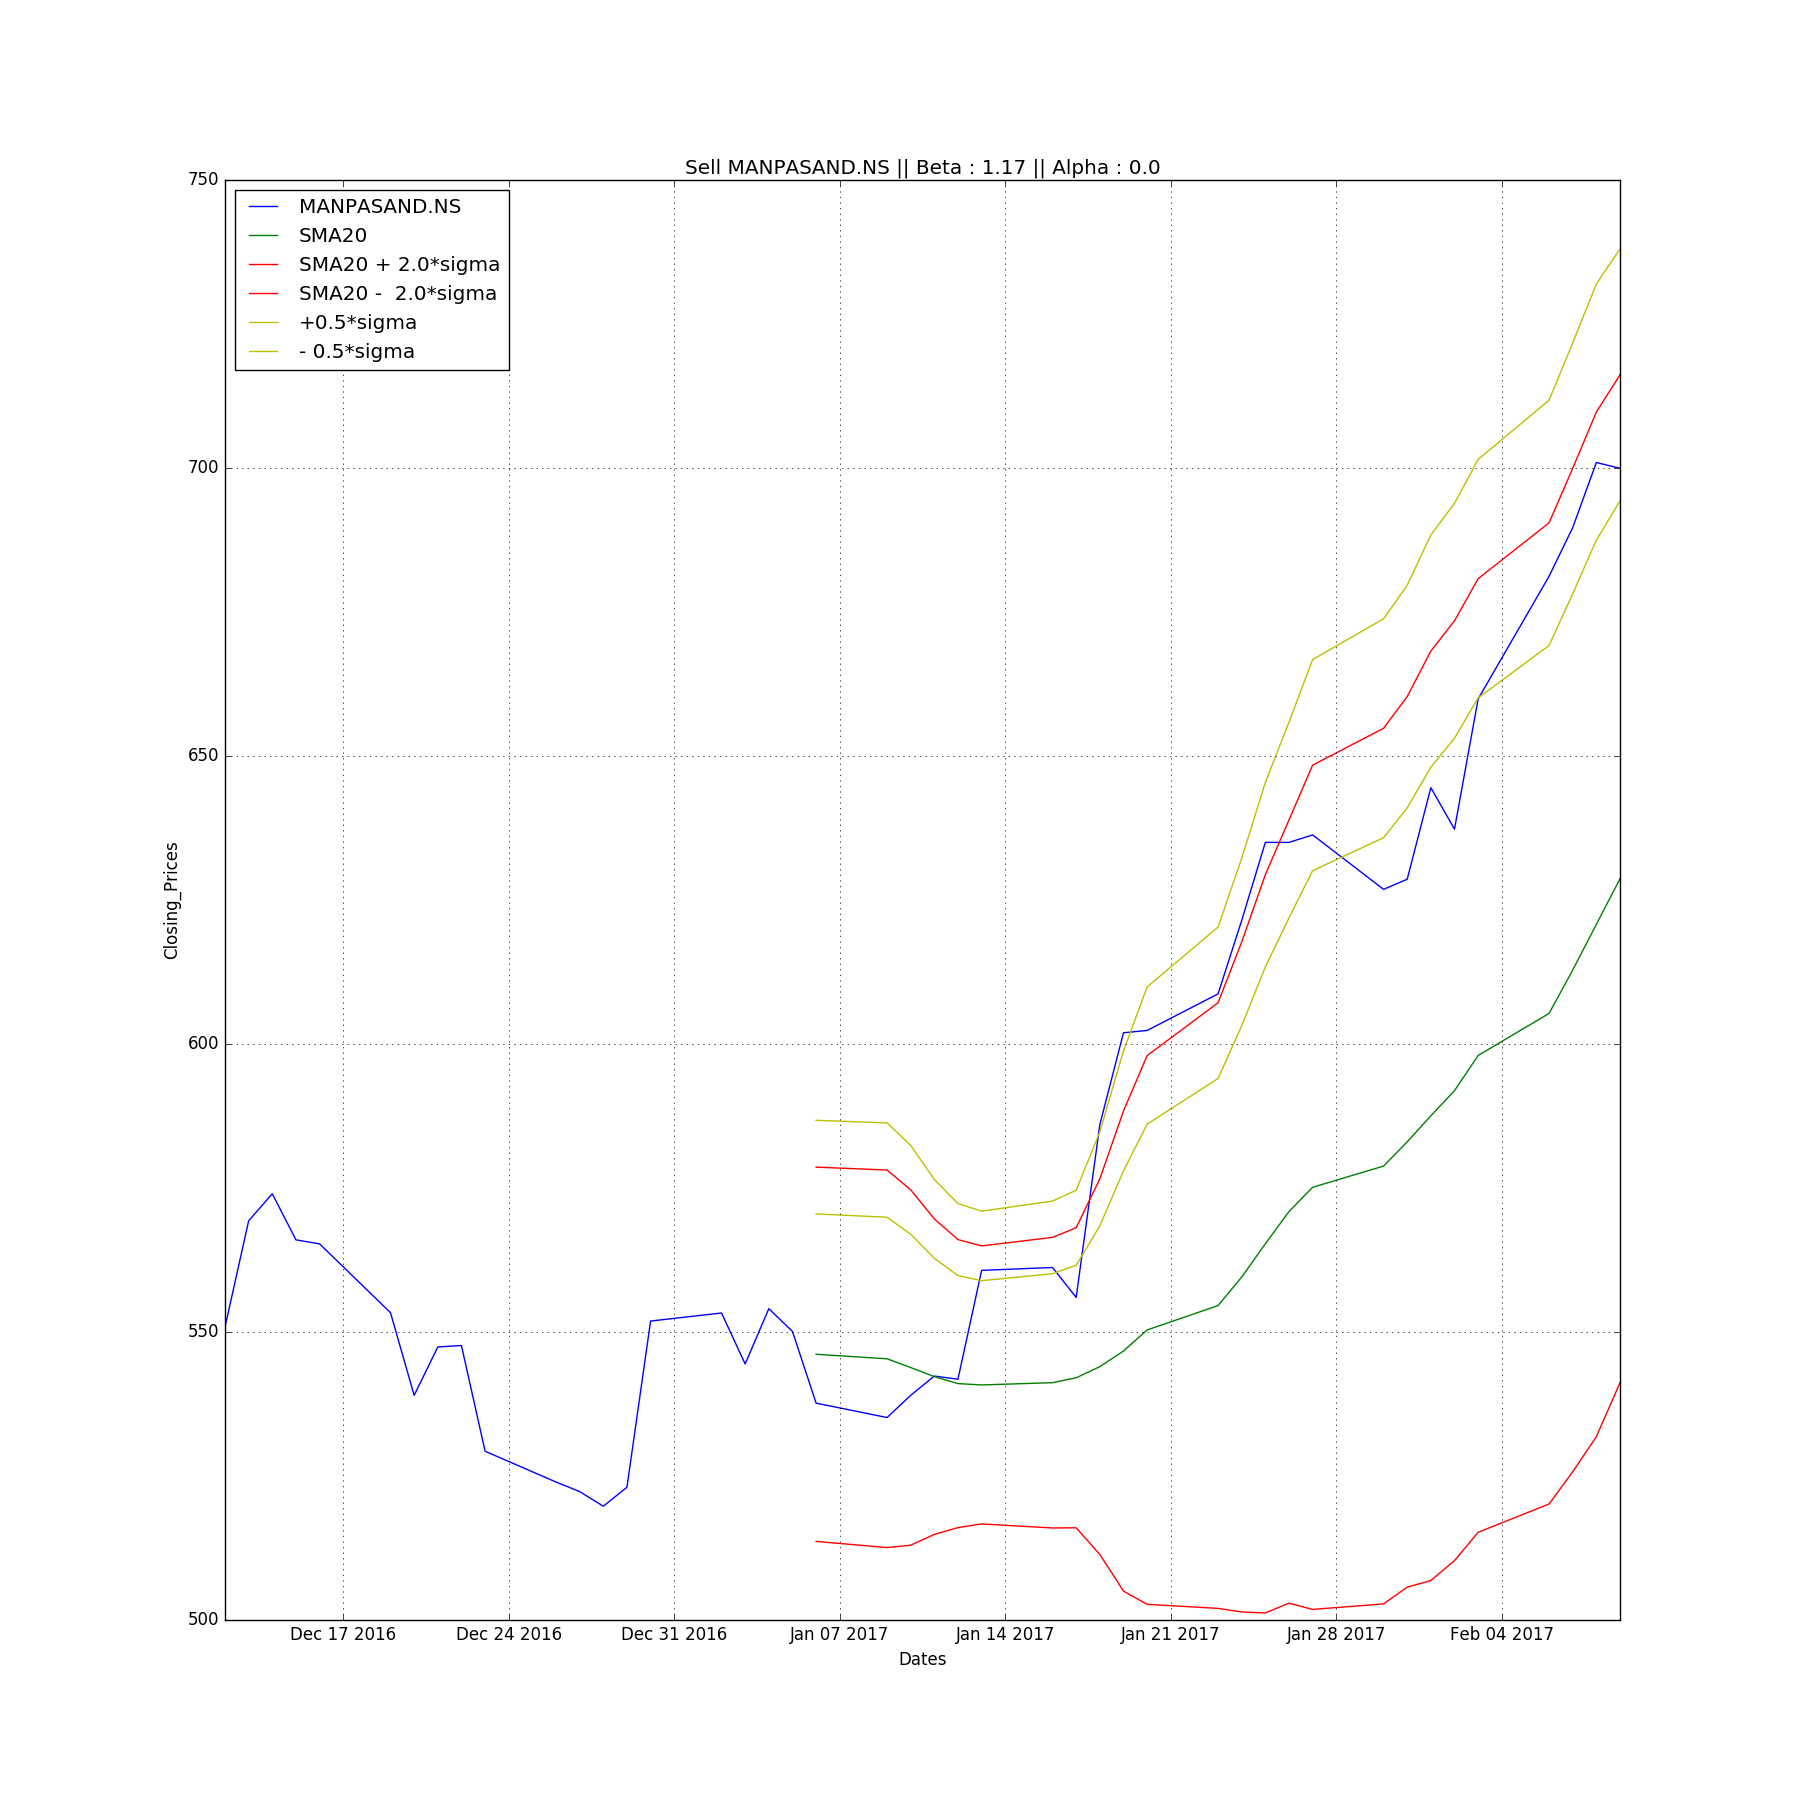 Sell MANPASAND.NS || Beta : 1.17 || Alpha : 0.0
750
MANPASAND.NS
SMA20
SMA20 + 2.0*sigma
SMA20 -  2.0*sigma
+0.5*sigma
- 0.5*sigma
700
650
Closing_Prices
600
550
500
Dec 17 2016 Dec 24 2016 Dec 31 2016 Jan 07 2017 Jan 14 2017 Jan 21 2017 Jan 28 2017 Feb 04 2017
Dates